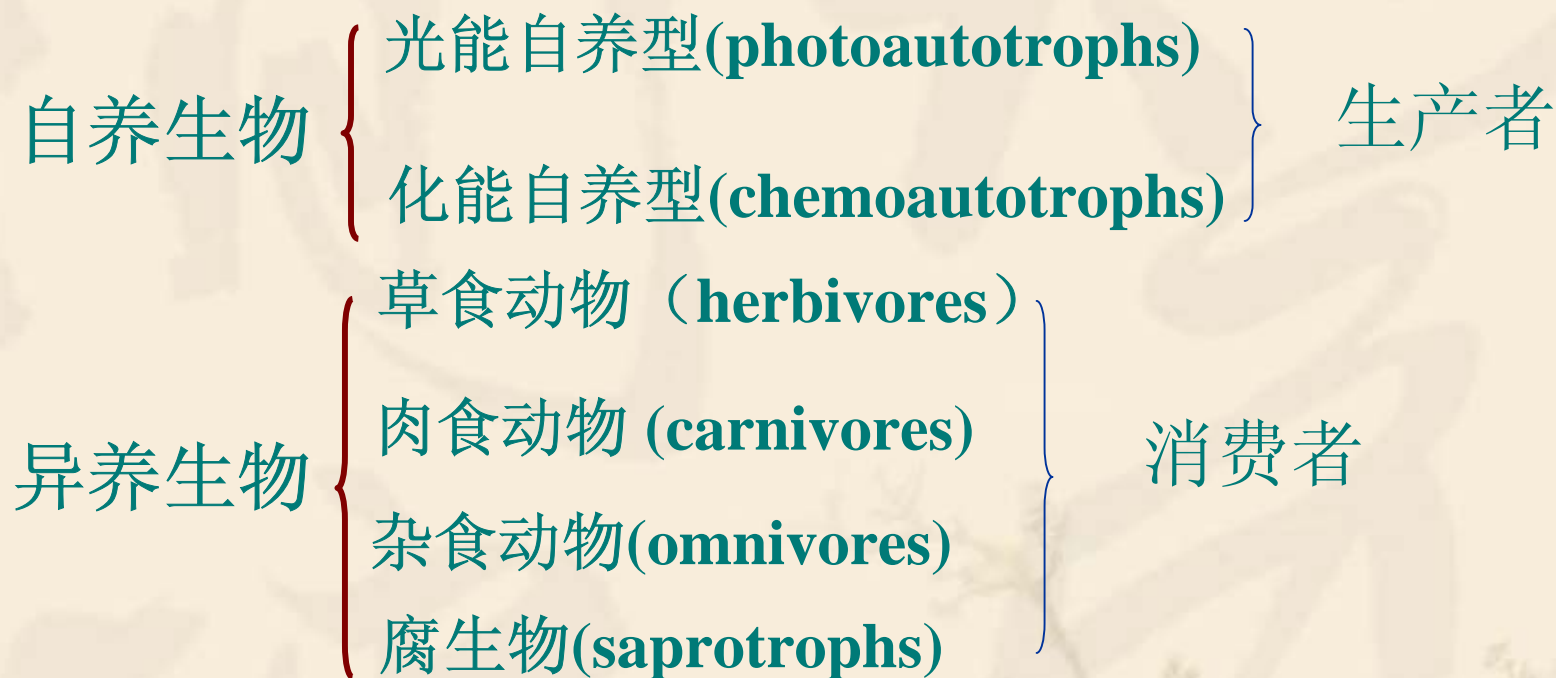 自养生物
光能自养型(photoautotrophs)
化能自养型(chemoautotrophs)
生产者
异养生物
草食动物（herbivores）
肉食动物 (carnivores)
杂食动物(omnivores)
腐生物(saprotrophs)
消费者